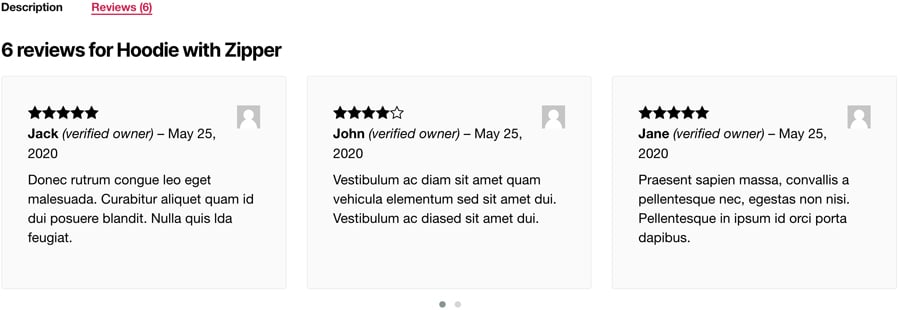 Description
Reviews (6)
6 reviews for Hoodie with Zipper
Jack (verified owner) – May 25,
2020
Donec rutrum congue leo eget
malesuada. Curabitur aliquet quam id
dui posuere blandit. Nulla quis lda
feugiat.
John (verified owner) – May 25,
2020
Vestibulum ac diam sit amet quam
vehicula elementum sed sit amet dui.
Vestibulum ac diased sit amet dui.
Jane (verified owner) – May 25,
2020
Praesent sapien massa, convallis a
pellentesque nec, egestas non nisi.
Pellentesque in ipsum id orci porta
dapibus.